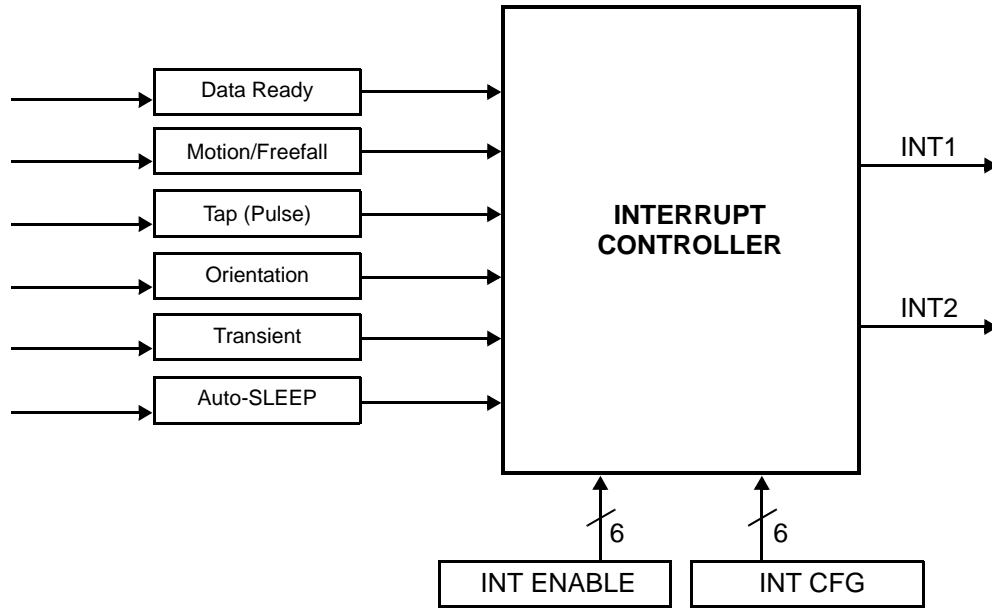 Data Ready
Motion/Freefall
Tap (Pulse)
Orientation
Transient
Auto-SLEEP
INTERRUPT
CONTROLLER
INT1
INT2
6
6
INT ENABLE
INT CFG